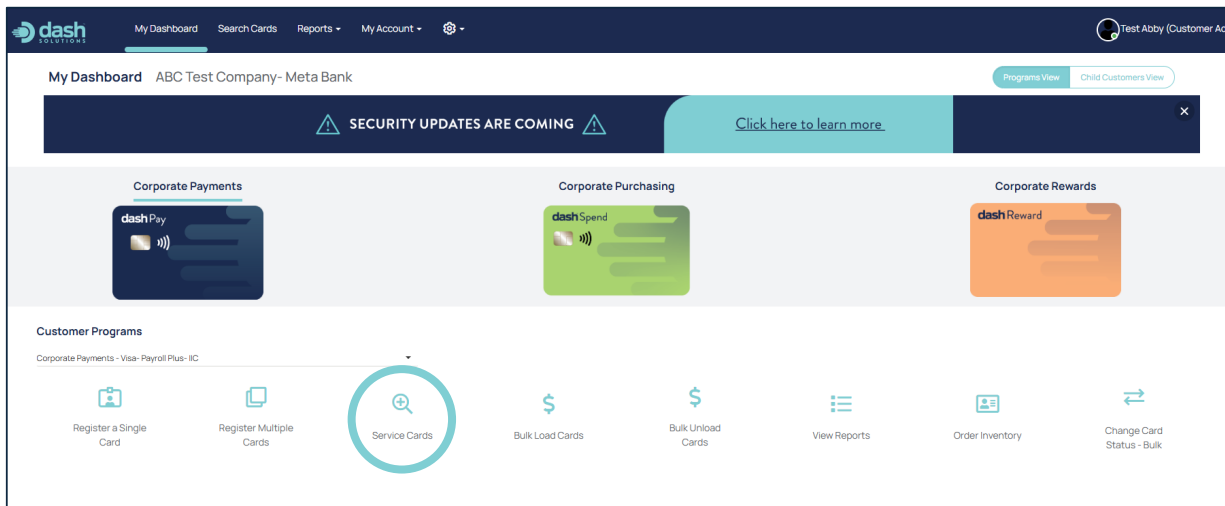 dash
SOLUTIONS
My Dashboard Search Cards Reports My Account
Test Abby (Customer Ad
My Dashboard ABC Test Company- Meta Bank
Programs View Child Customers View
SECURITY UPDATES ARE COMING
Click here to learn more
Corporate Payments Corporate Purchasing Corporate Rewards
dash Pay
dash Spend
dash Reward
Customer Programs
Corporate Payments - Visa- Payroll Plus- IIC
Register a Single
Card
Register Multiple
Cards
Service Cards
Bulk Load Cards
Bulk Unload
Cards
View Reports
Order Inventory
Change Card
Status - Bulk